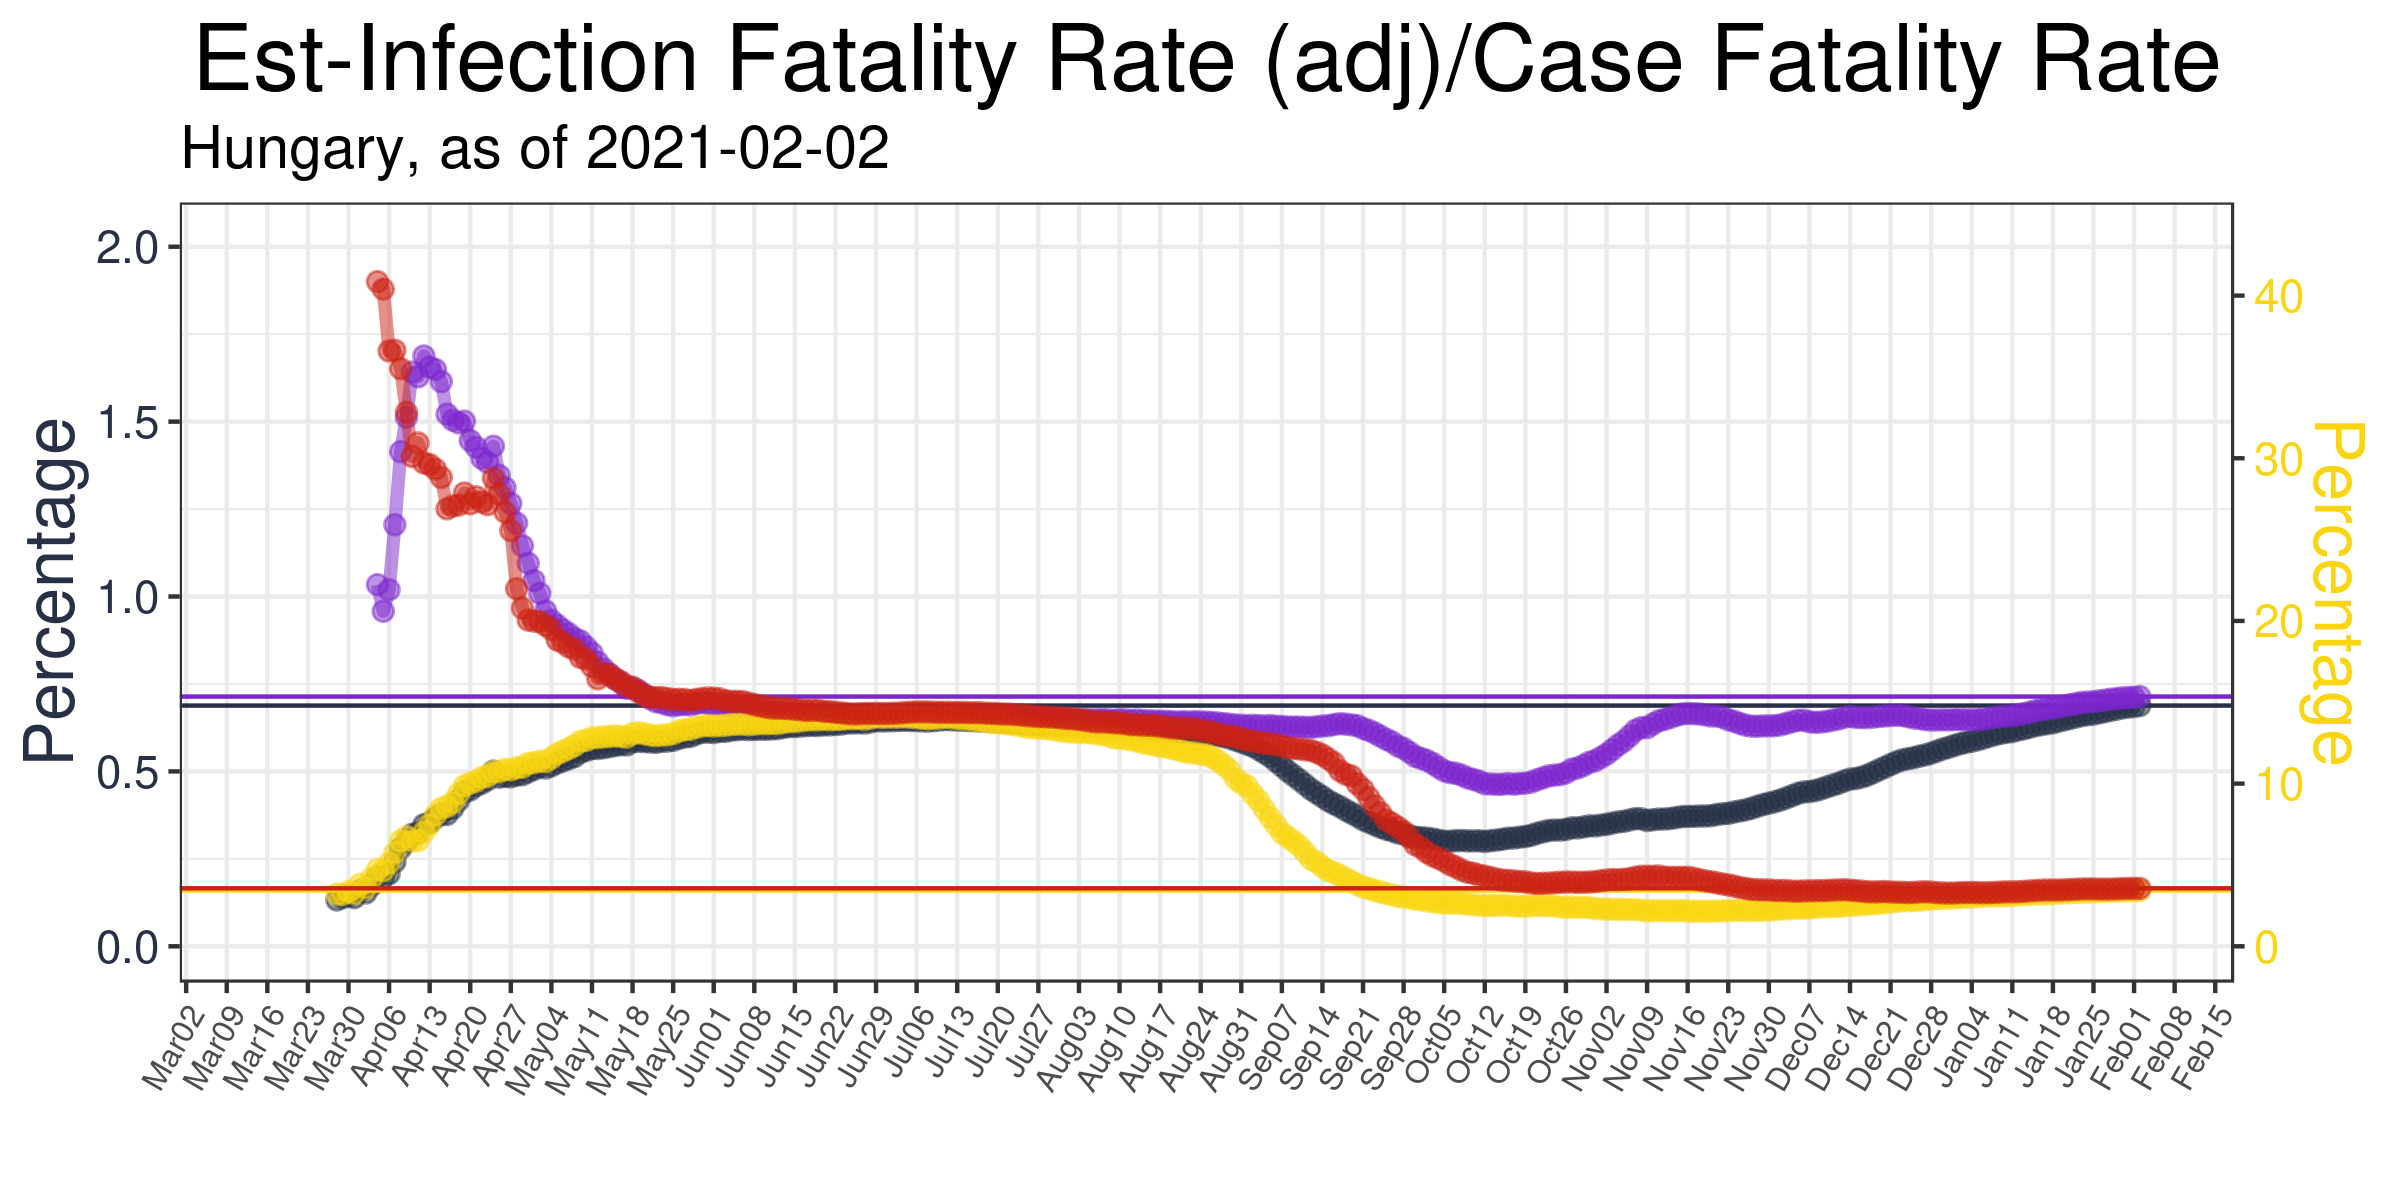 Est-Infection Fatality Rate (adj)/Case Fatality Rate
Hungary, as of 2021-02-02
Percentage
2.0
1.5
1.0
0.5
0.0
40
30
20
10
0
Percentage
Mar02
Mar09
Mar16
Mar23
Mar30
Apr06
Apr13
Apr20
Apr27
May04
May11
May18
May25
Jun01
Jun08
Jun15
Jun22
Jun29
Jul06
Jul13
Jul20
Jul27
Aug03
Aug10
Aug17
Aug24
Aug31
Sep07
Sep14
Sep21
Sep28
Oct05
Oct12
Oct19
Oct26
Nov02
Nov09
Nov16
Nov23
Nov30
Dec07
Dec14
Dec21
Dec28
Jan04
Jan11
Jan18
Jan25
Feb01
Feb08
Feb15